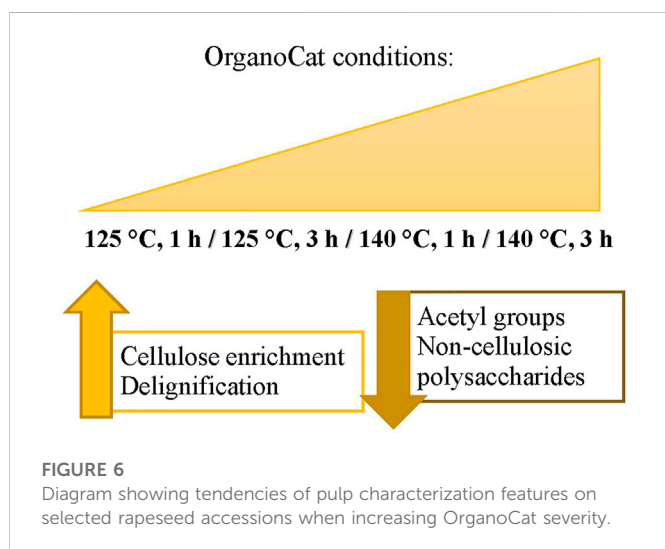 OrganoCat conditions:
125 °C, 1 h / 125 °C, 3 h / 140 °C, 1 h / 140 °C, 3 h
Cellulose enrichment
Delignification
Acetyl groups
Non-cellulosic
polysaccharides
FIGURE 6
Diagram showing tendencies of pulp characterization features on
selected rapeseed accessions when increasing OrganoCat severity.